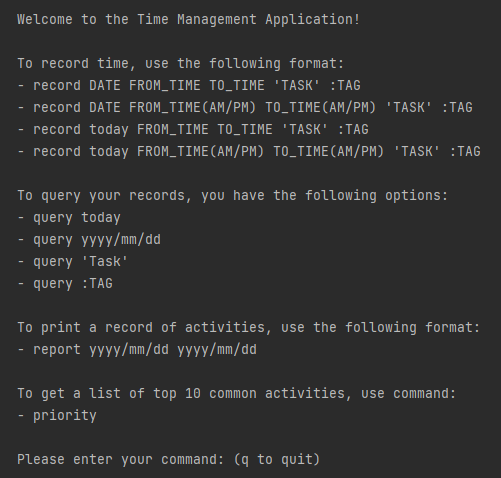 Welcome to the Time Management Application!
To record time, use the following format:
- record DATE FROM_TIME TO_TIME 'TASK' :TAG
- record DATE FROM_TIME(AM/PM) TO_TIME(AM/PM) 'TASK' :TAG
- record today FROM_TIME TO_TIME 'TASK' :TAG
- record today FROM_TIME(AM/PM) TO_TIME(AM/PM) 'TASK' :TAG
To query your records, you have the following options:
- query today
- query yyyy/mm/dd
- query 'Task'
- query :TAG
To print a record of activities, use the following format:
- report yyyy/mm/dd yyyy/mm/dd
To get a list of top 10 common activities, use command:
- priority
Please enter your command: (q to quit)